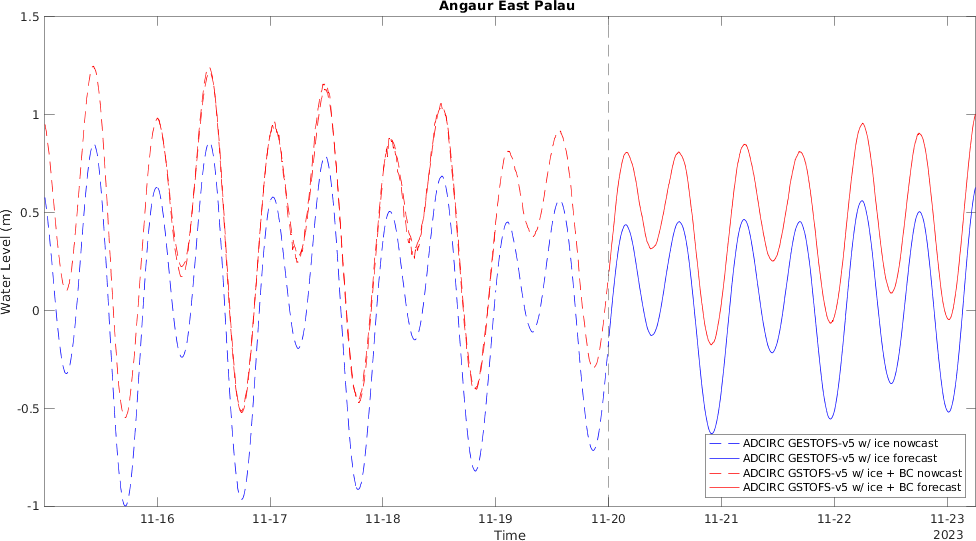 Angaur East Palau
1.5
1
0.5
0
-0.5
-1
Water Level (m)
11-16
11-17
11-18
11-19
11-20
11-21
11-22
11-23
Time
2023
ADCIRC GESTOFS-v5 w/ ice nowcast
ADCIRC GESTOFS-v5 w/ ice forecast
ADCIRC GSTOFS-v5 w/ ice + BC nowcast
ADCIRC GSTOFS-v5 w/ ice + BC forecast